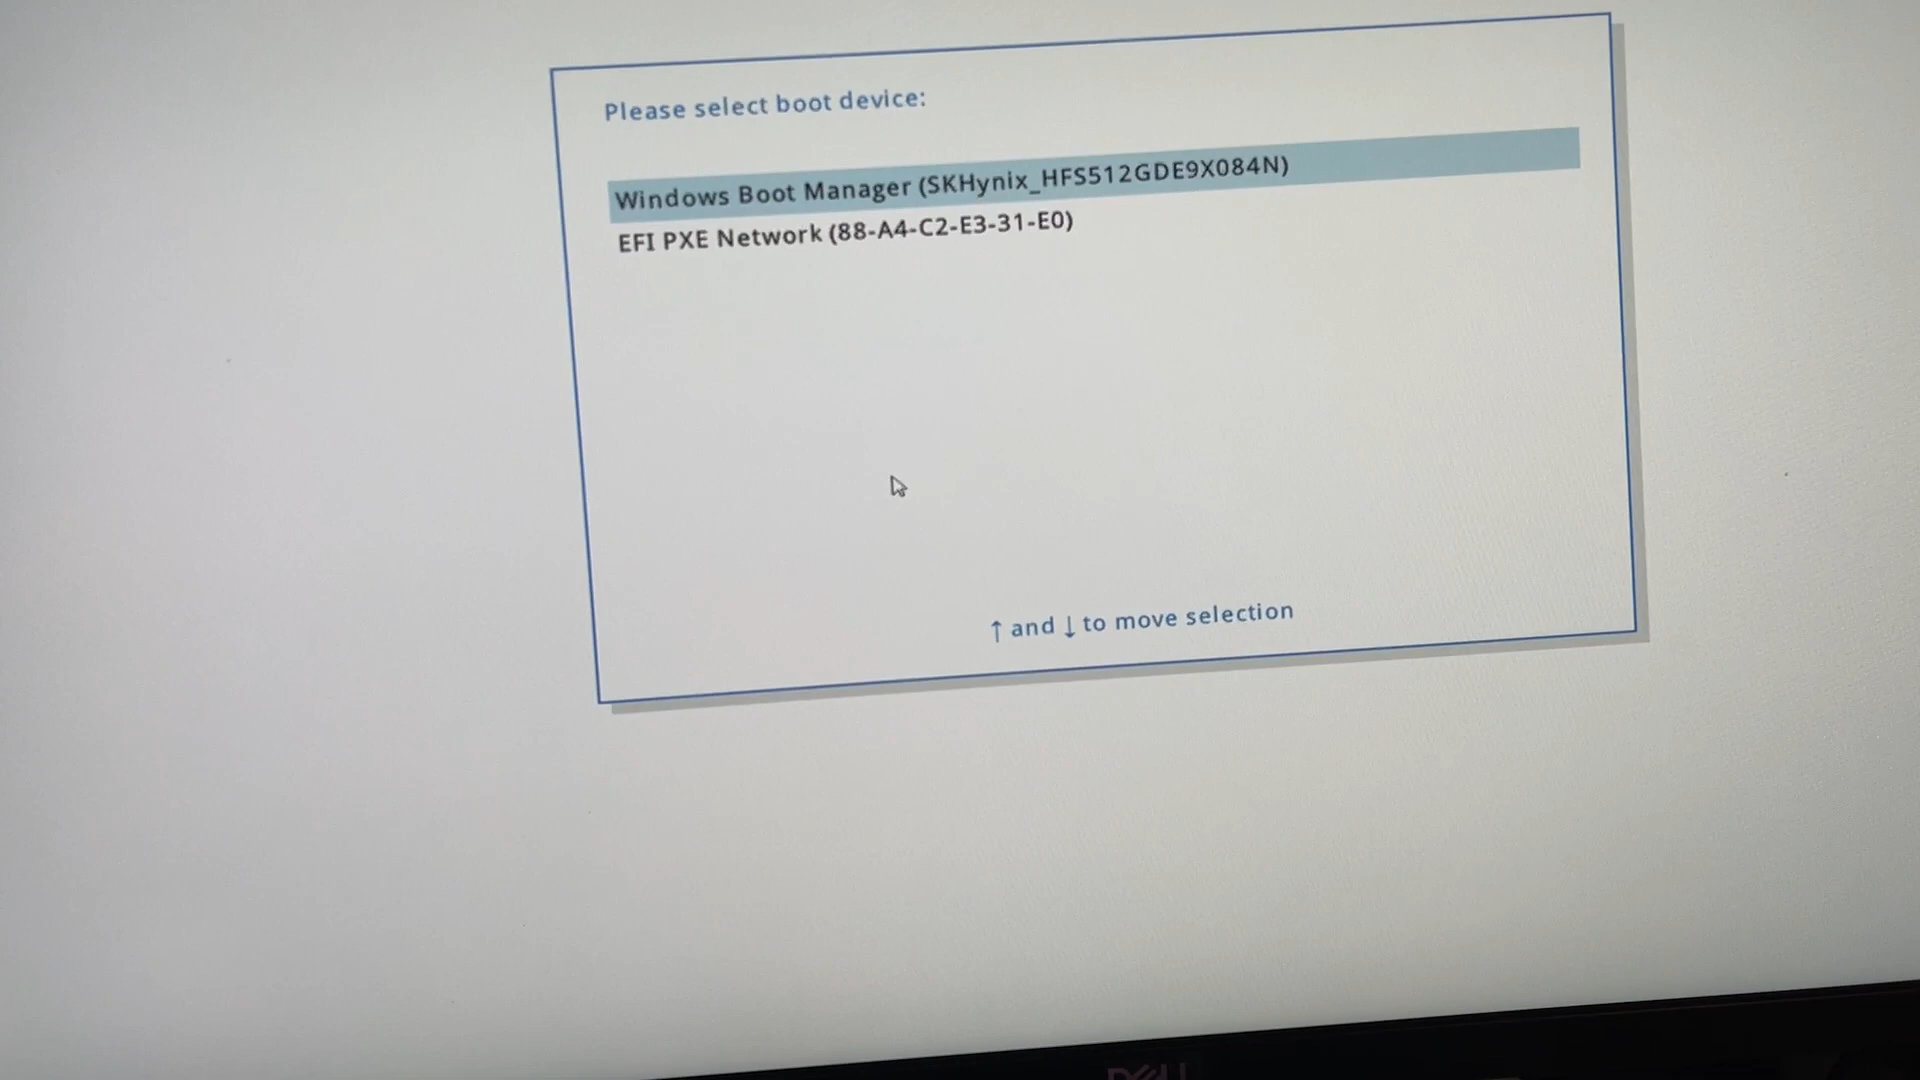 Please select boot device:
Windows Boot Manager (SKHynix_HFS512GDE9X084N)
EFI PXE Network (88-A4-C2-E3-31-E0)
↑ and ↓ to move selection
DELL